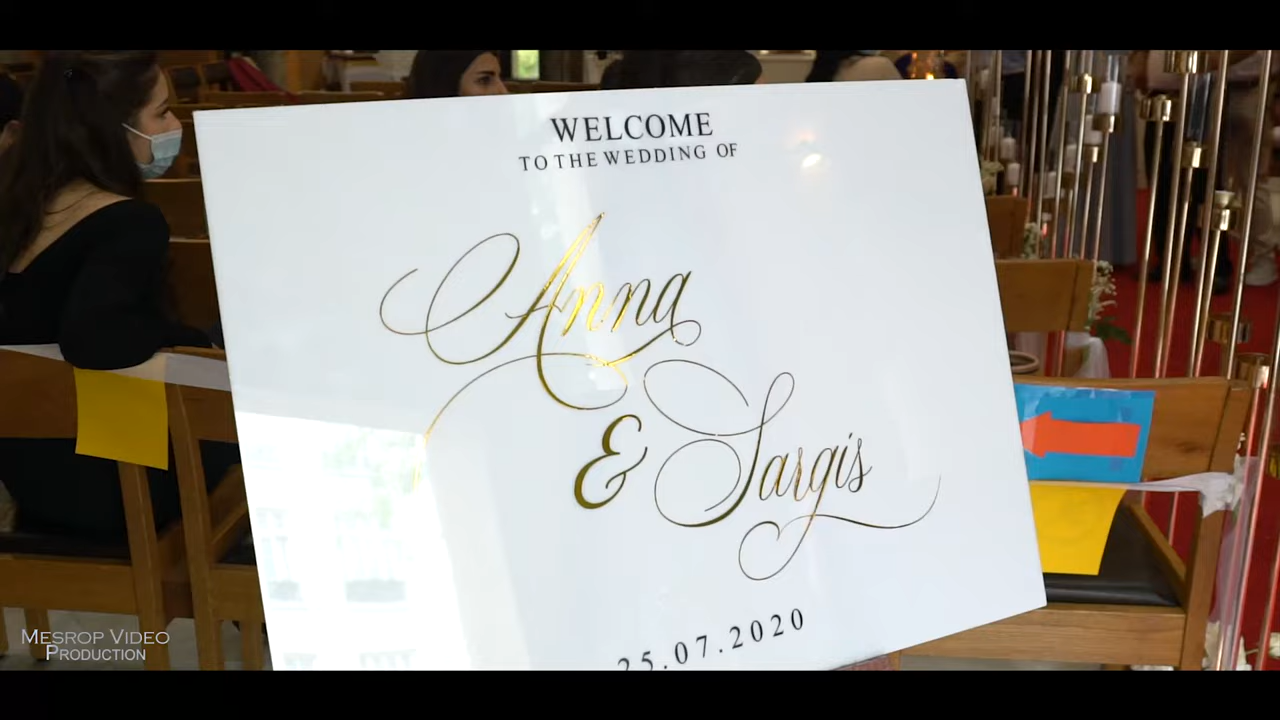 WELCOME
TO THE WEDDING OF
Anna
& Sargis
25.07.2020
MESROP VIDEO
PRODUCTION